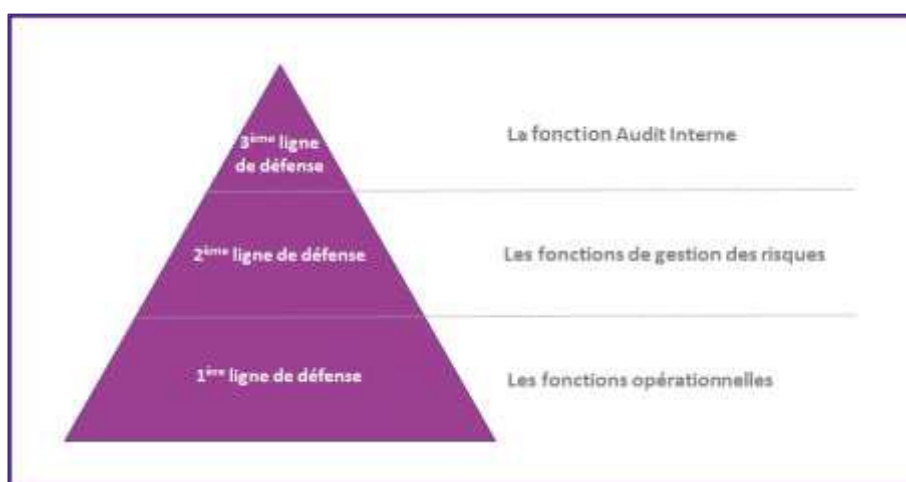 3ème ligne
de défense
La fonction Audit Interne
2ème ligne de défense
Les fonctions de gestion des risques
1ère ligne de défense
Les fonctions opérationnelles